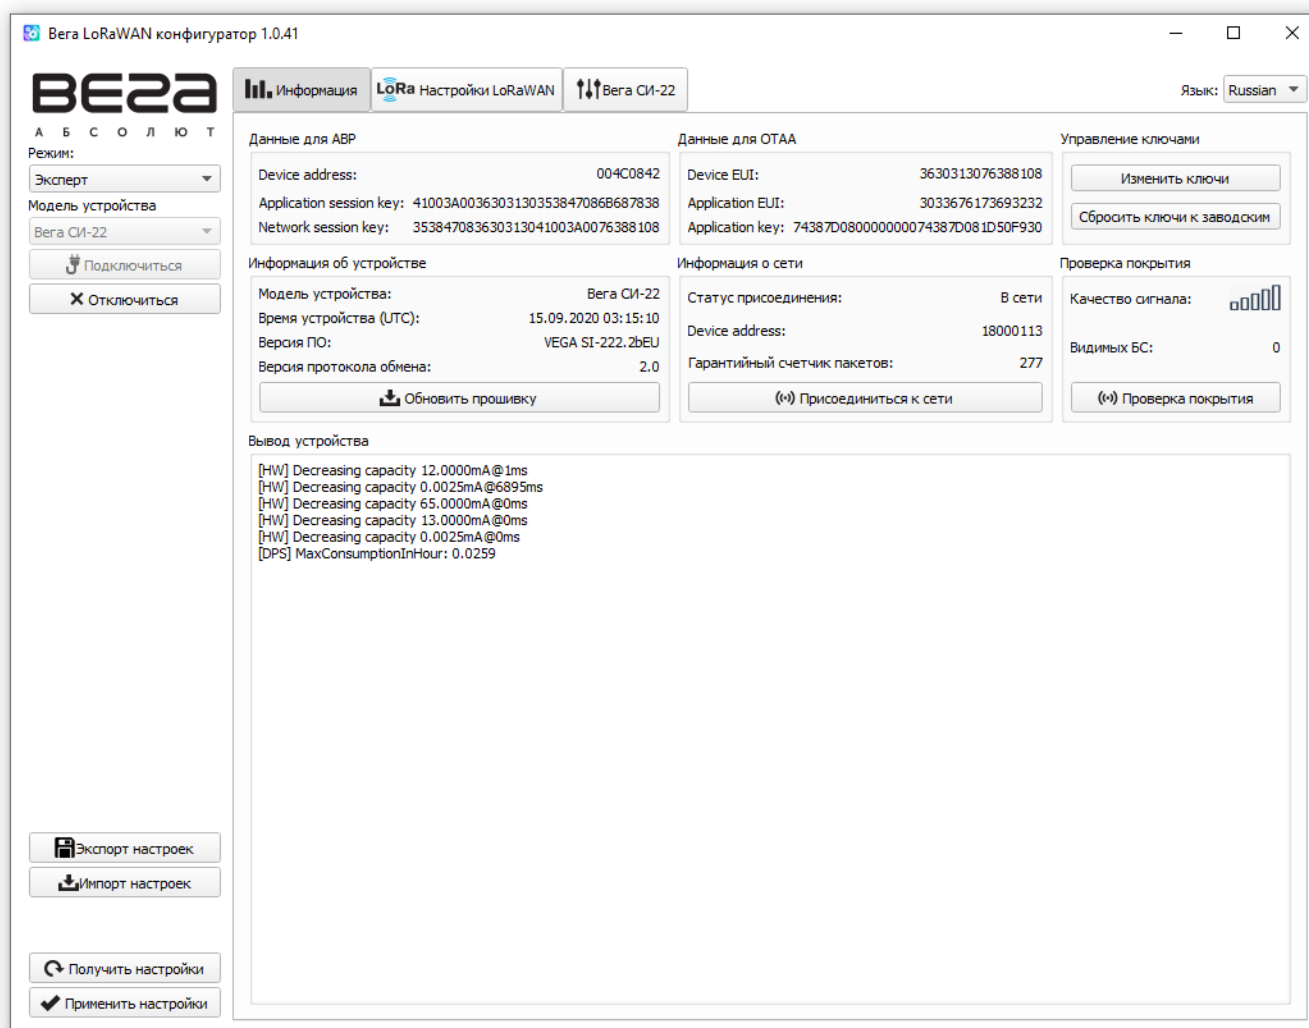 Вега LoRaWAN конфигуратор 1.0.41
ВЕГА
АБСОЛЮТ
Режим:
Эксперт
Модель устройства
Вега СИ-22
Подключиться
Отключиться
Экспорт настроек
Импорт настроек
Получить настройки
Применить настройки
Информация
LoRa Настройки LoRaWAN
Вега СИ-22
Язык: Russian
Данные для ABP
Device address: 004C0842
Application session key: 41003A0036303130353847086B687838
Network session key: 353847083630313041003A0076388108
Данные для OTAA
Device EUI: 3630313076388108
Application EUI: 3033676173693232
Application key: 74387D080000000074387D081D50F930
Управление ключами
Изменить ключи
Сбросить ключи к заводским
Информация об устройстве
Модель устройства: Вега СИ-22
Время устройства (UTC): 15.09.2020 03:15:10
Версия ПО: VEGA SI-222.2bEU
Версия протокола обмена: 2.0
Обновить прошивку
Информация о сети
Статус присоединения: В сети
Device address: 18000113
Гарантийный счетчик пакетов: 277
Присоединиться к сети
Проверка покрытия
Качество сигнала:
Видимых БС: 0
Проверка покрытия
Вывод устройства
[HW] Decreasing capacity 12.0000mA@1ms
[HW] Decreasing capacity 0.0025mA@6895ms
[HW] Decreasing capacity 65.0000mA@0ms
[HW] Decreasing capacity 13.0000mA@0ms
[HW] Decreasing capacity 0.0025mA@0ms
[DPS] MaxConsumptionInHour: 0.0259